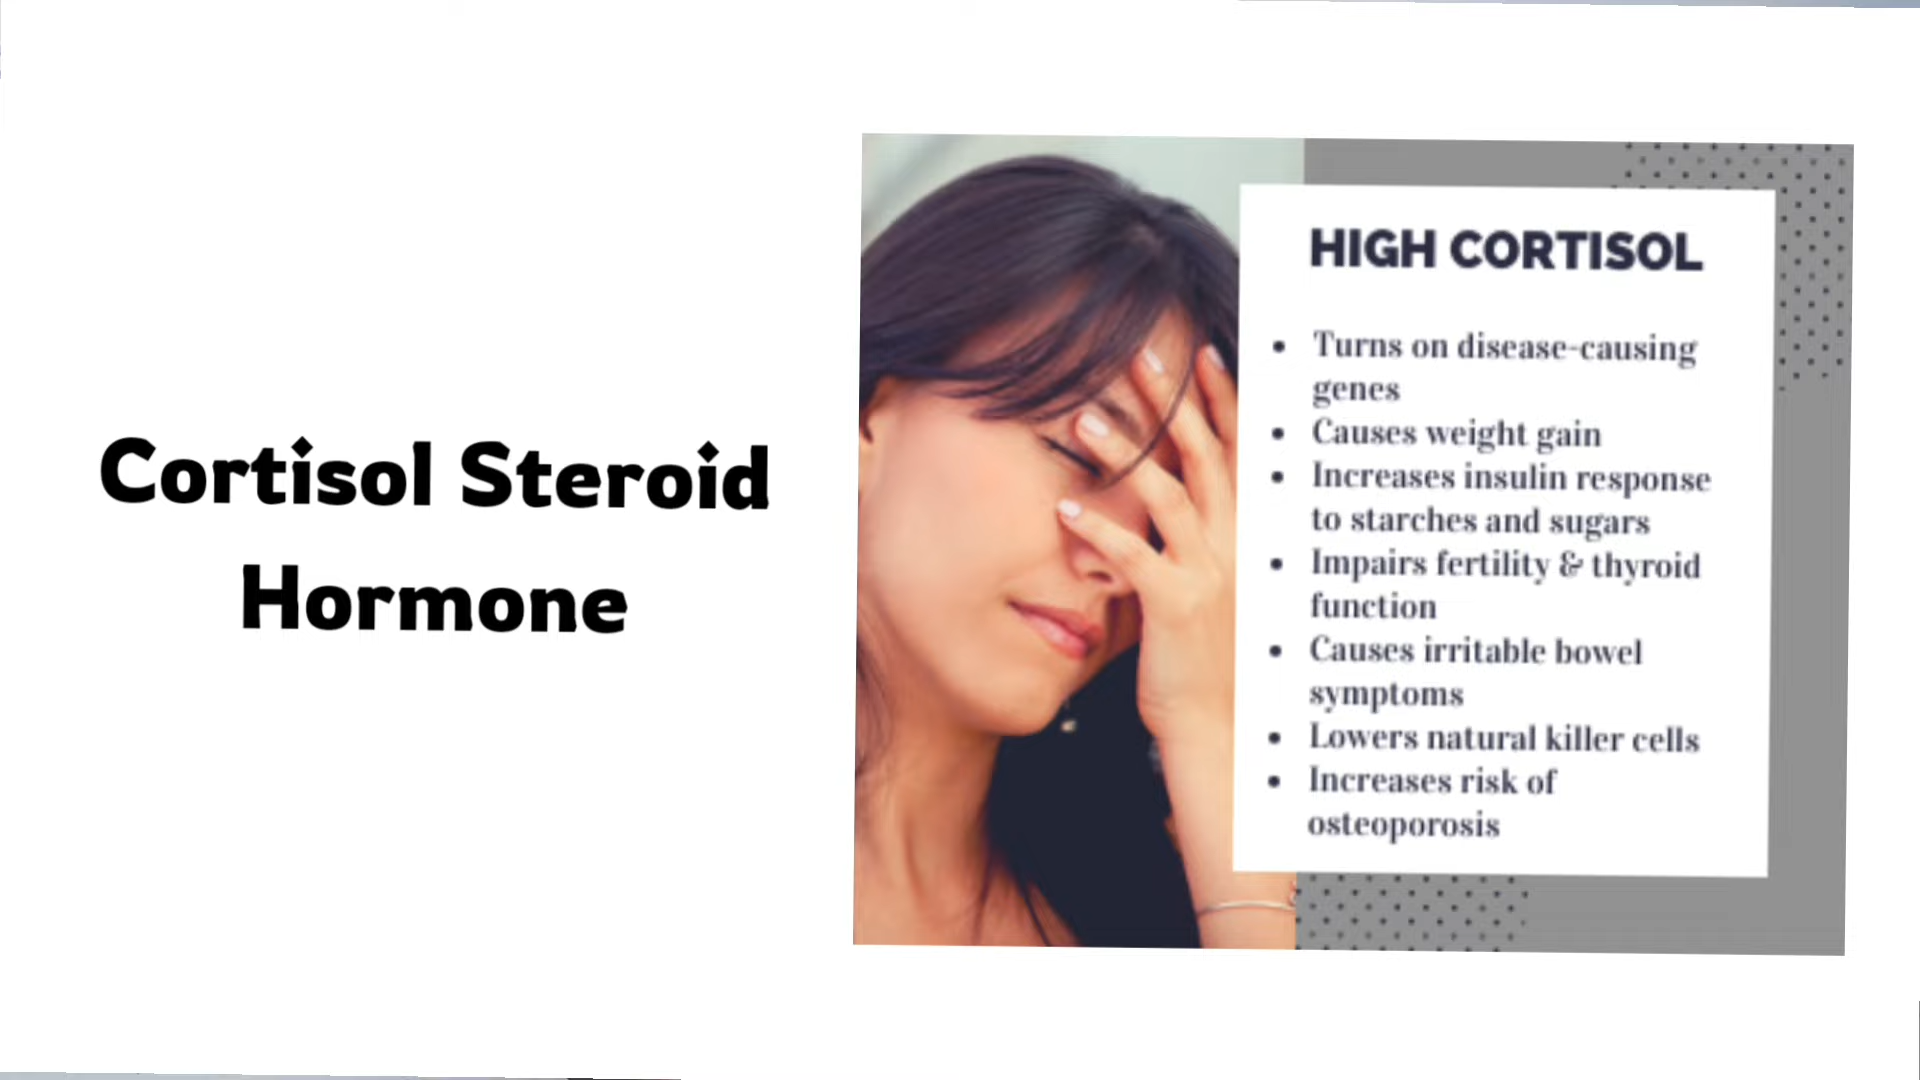 Cortisol Steroid
Hormone
HIGH CORTISOL
• Turns on disease-causing
genes
• Causes weight gain
• Increases insulin response
to starches and sugars
• Impairs fertility & thyroid
function
• Causes irritable bowel
symptoms
• Lowers natural killer cells
• Increases risk of
osteoporosis